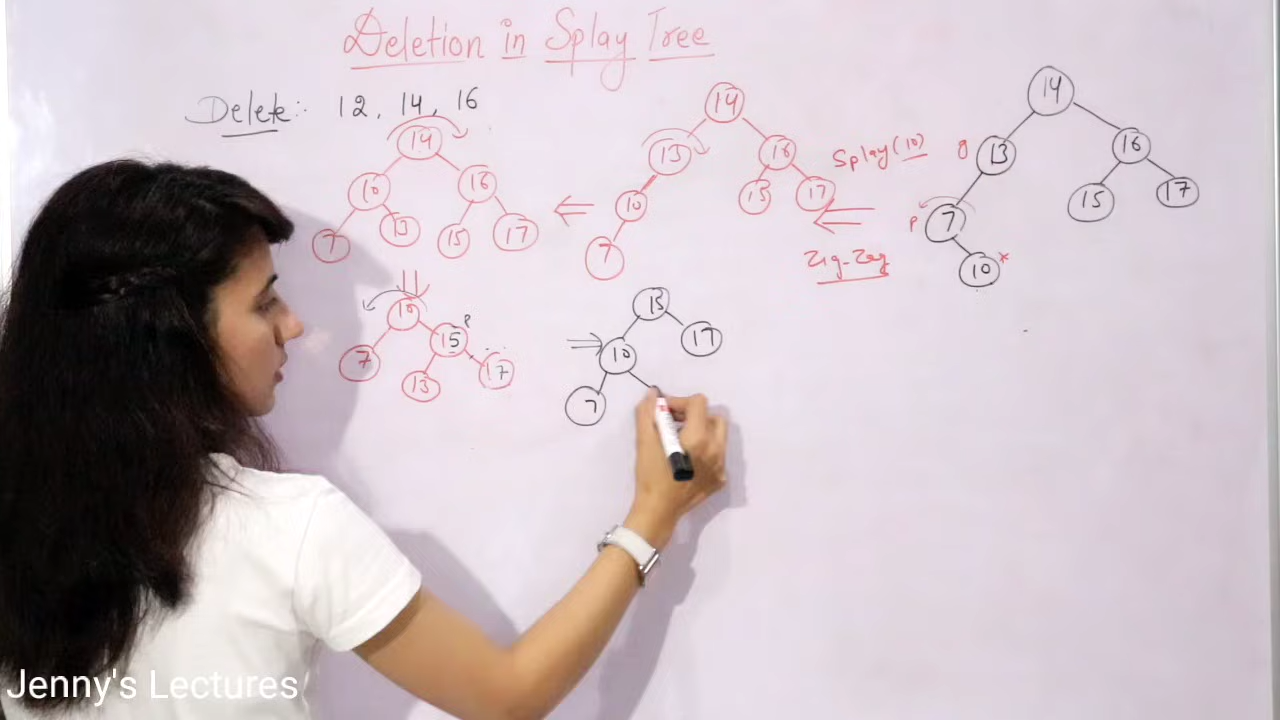 Deletion in Splay Tree
Delete:- 12, 14, 16
14
10 16
7 13 15 17
14
13 16
10 15 17
7
Splay(10)
Zig-Zag
14
g 13 16
P 7 15 17
10 x
10
7 15 P
13 17
15
10 17
7
Jenny's Lectures